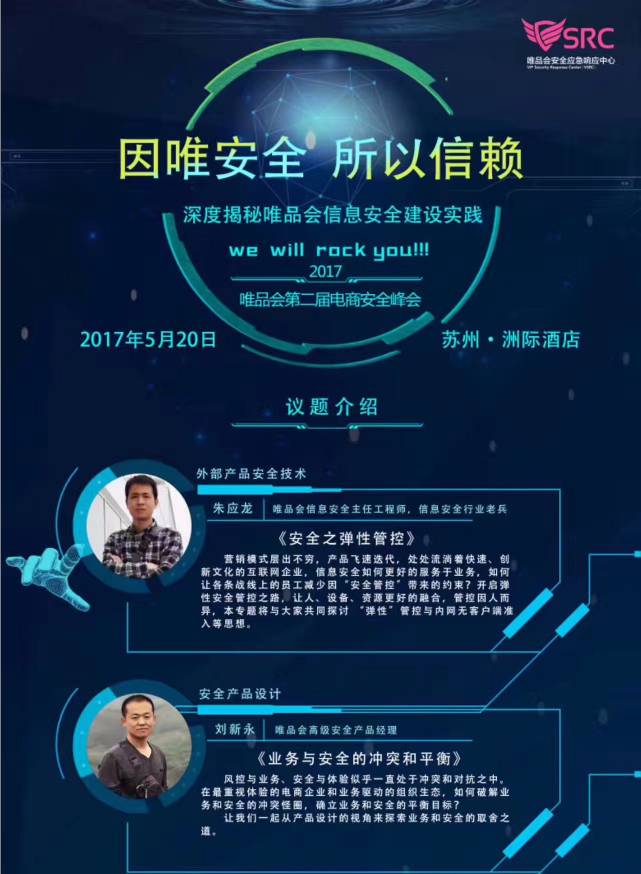 SRC
唯品会安全应急响应中心
VIP Security Response Center (VSRC)
因唯安全 所以信赖
深度揭秘唯品会信息安全建设实践
we will rock you!!!
2017
唯品会第二届电商安全峰会
2017年5月20日
苏州·洲际酒店
议题介绍
外部产品安全技术
朱应龙 唯品会信息安全主任工程师，信息安全行业老兵
《安全之弹性管控》
营销模式层出不穷，产品飞速迭代，处处流淌着快速、创
新文化的互联网企业，信息安全如何更好的服务于业务，如何
让各条战线上的员工减少因“安全管控”带来的约束？开启弹
性安全管控之路，让人、设备、资源更好的融合，管控因人而
异，本专题将与大家共同探讨 “弹性”管控与内网无客户端准
入等思想。
安全产品设计
刘新永 唯品会高级安全产品经理
《业务与安全的冲突和平衡》
风控与业务、安全与体验似乎一直处于冲突和对抗之中。
在最重视体验的电商企业和业务驱动的组织生态，如何破解业
务和安全的冲突怪圈，确立业务和安全的平衡目标？
让我们一起从产品设计的视角来探索业务和安全的取舍之
道。